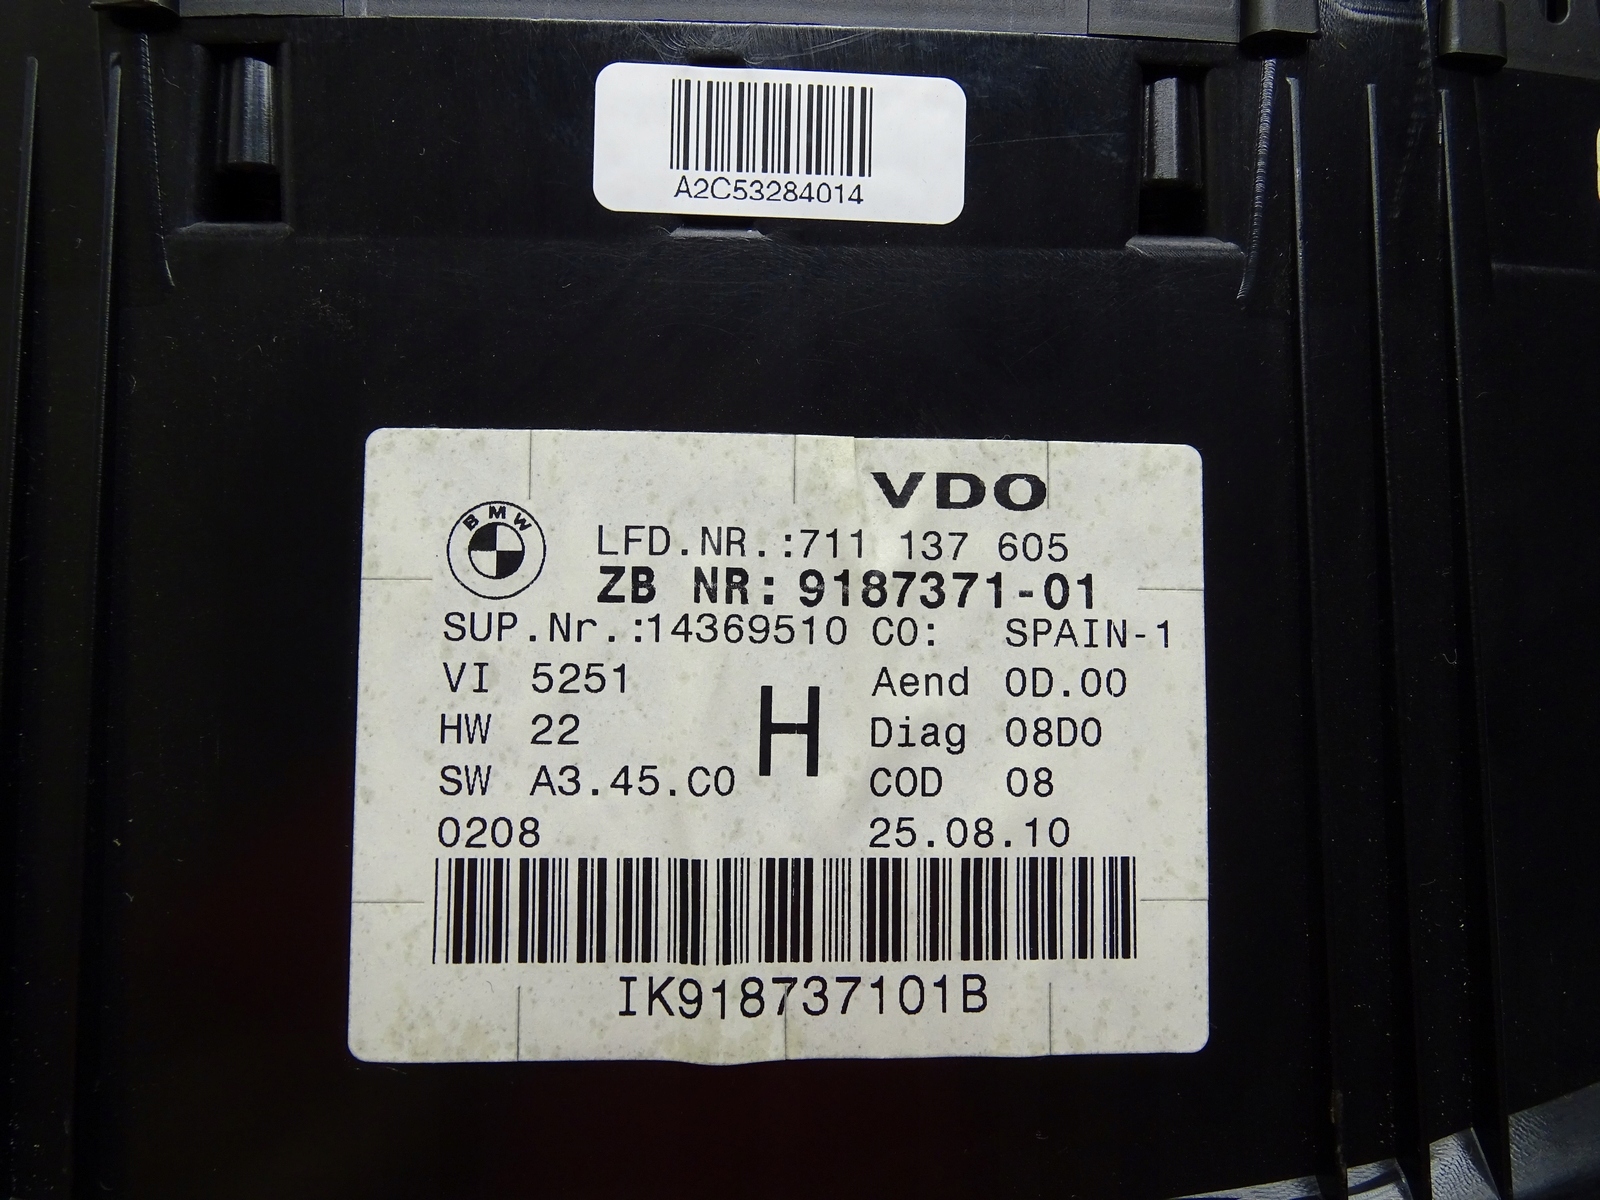 A2C53284014
VDO
BMW
LFD.NR.:711 137 605
ZB NR: 9187371-01
SUP.Nr.:14369510 CO: SPAIN-1
VI 5251 Aend 0D.00
H
HW 22 Diag 08D0
SW A3.45.C0 COD 08
0208 25.08.10
IK918737101B